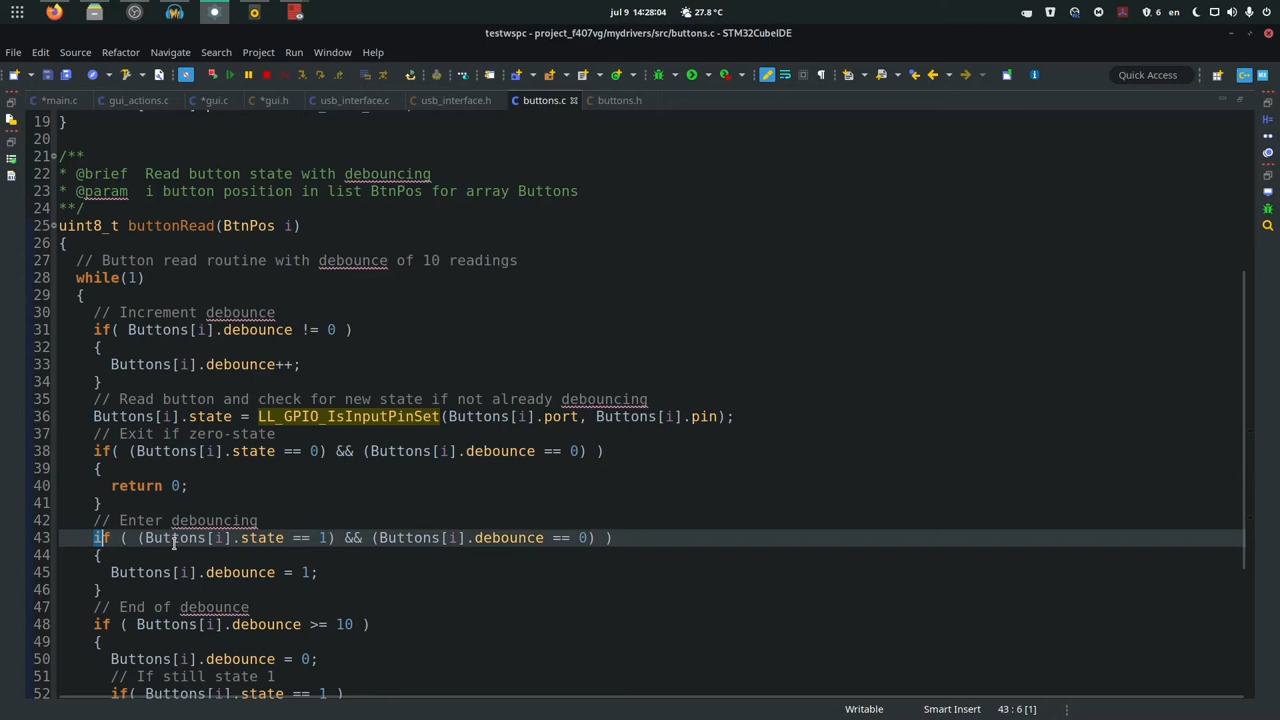 jul 9 14:28:04
27.8 °C
6
en
testwspc - project_f407vg/mydrivers/src/buttons.c - STM32CubeIDE
File Edit Source Refactor Navigate Search Project Run Window Help
Quick Access
*main.c gui_actions.c *gui.c *gui.h usb_interface.c usb_interface.h buttons.c buttons.h
19 }
20
21 /**
22 * @brief  Read button state with debouncing
23 * @param  i button position in list BtnPos for array Buttons
24 **/
25 uint8_t buttonRead(BtnPos i)
26 {
27   // Button read routine with debounce of 10 readings
28   while(1)
29   {
30     // Increment debounce
31     if( Buttons[i].debounce != 0 )
32     {
33       Buttons[i].debounce++;
34     }
35     // Read button and check for new state if not already debouncing
36     Buttons[i].state = LL_GPIO_IsInputPinSet(Buttons[i].port, Buttons[i].pin);
37     // Exit if zero-state
38     if( (Buttons[i].state == 0) && (Buttons[i].debounce == 0) )
39     {
40       return 0;
41     }
42     // Enter debouncing
43     if ( (Buttons[i].state == 1) && (Buttons[i].debounce == 0) )
44     {
45       Buttons[i].debounce = 1;
46     }
47     // End of debounce
48     if ( Buttons[i].debounce >= 10 )
49     {
50       Buttons[i].debounce = 0;
51       // If still state 1
52       if( Buttons[i].state == 1 )
Writable Smart Insert 43 : 6 [1]